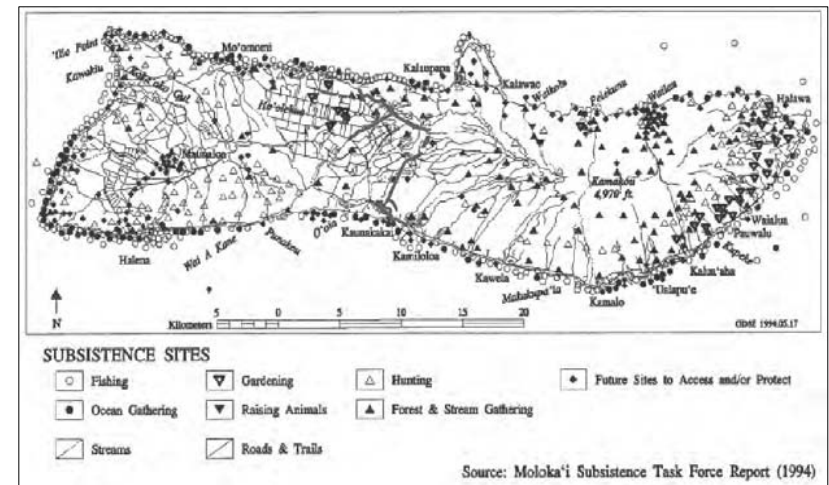 'Ilio Point
Mo'omomi
Kawakiu
Kalaupapa
Kalawao
Waikolu
Pelekunu
Wailau
Halawa
Ho'olehua
Maunaloa
Kamakou
4,970 ft.
Waialua
Pauwalu
Halena
Wai A Kane
Punakou
O'oia
Kaunakakai
Kamiloloa
Kawela
Makakupa'ia
Kamalo
'Ualapu'e
Kalua'aha
Kupeke
N
Kilometers
5 0 5 10 15 20
GDSI 1994.05.17
SUBSISTENCE SITES
Fishing Gardening Hunting Future Sites to Access and/or Protect
Ocean Gathering Raising Animals Forest & Stream Gathering
Streams Roads & Trails
Source: Moloka'i Subsistence Task Force Report (1994)